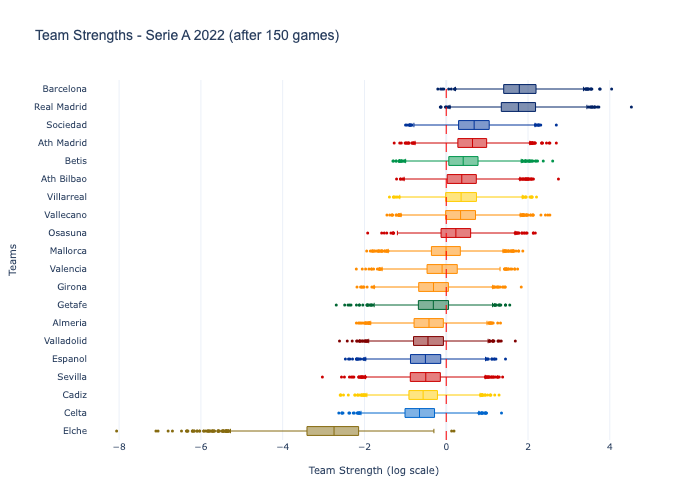 Team Strengths - Serie A 2022 (after 150 games)
Barcelona
Real Madrid
Sociedad
Ath Madrid
Betis
Ath Bilbao
Villarreal
Vallecano
Osasuna
Mallorca
Valencia
Girona
Getafe
Almeria
Valladolid
Espanol
Sevilla
Cadiz
Celta
Elche
Teams
−8 −6 −4 −2 0 2 4
Team Strength (log scale)